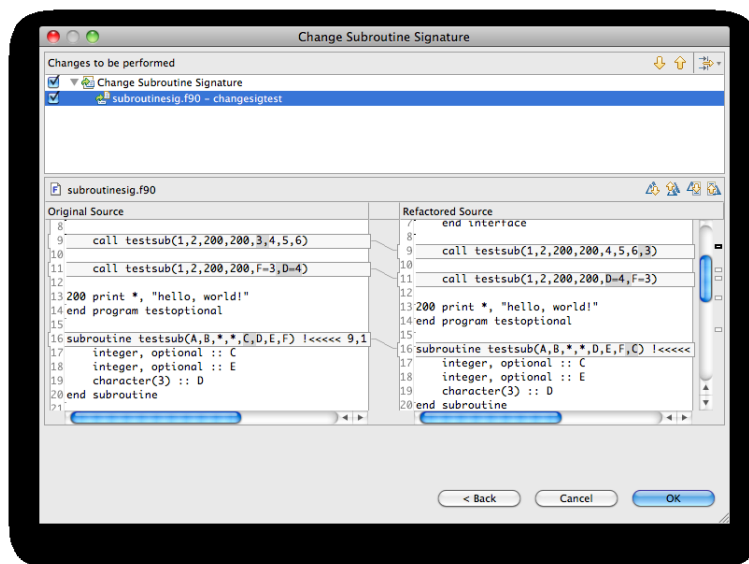 Change Subroutine Signature
Changes to be performed
Change Subroutine Signature
subroutinesig.f90 - changesigtest
subroutinesig.f90
Original Source
8
9 call testsub(1,2,200,200,3,4,5,6)
10
11 call testsub(1,2,200,200,F=3,D=4)
12
13 200 print *, "hello, world!"
14 end program testoptional
15
16 subroutine testsub(A,B,*,*,C,D,E,F) !<<<<< 9,1
17 integer, optional :: C
18 integer, optional :: E
19 character(3) :: D
20 end subroutine
21
Refactored Source
7 end interface
8
9 call testsub(1,2,200,200,4,5,6,3)
10
11 call testsub(1,2,200,200,D=4,F=3)
12
13 200 print *, "hello, world!"
14 end program testoptional
15
16 subroutine testsub(A,B,*,*,D,E,F,C) !<<<<<
17 integer, optional :: C
18 integer, optional :: E
19 character(3) :: D
20 end subroutine
< Back
Cancel
OK